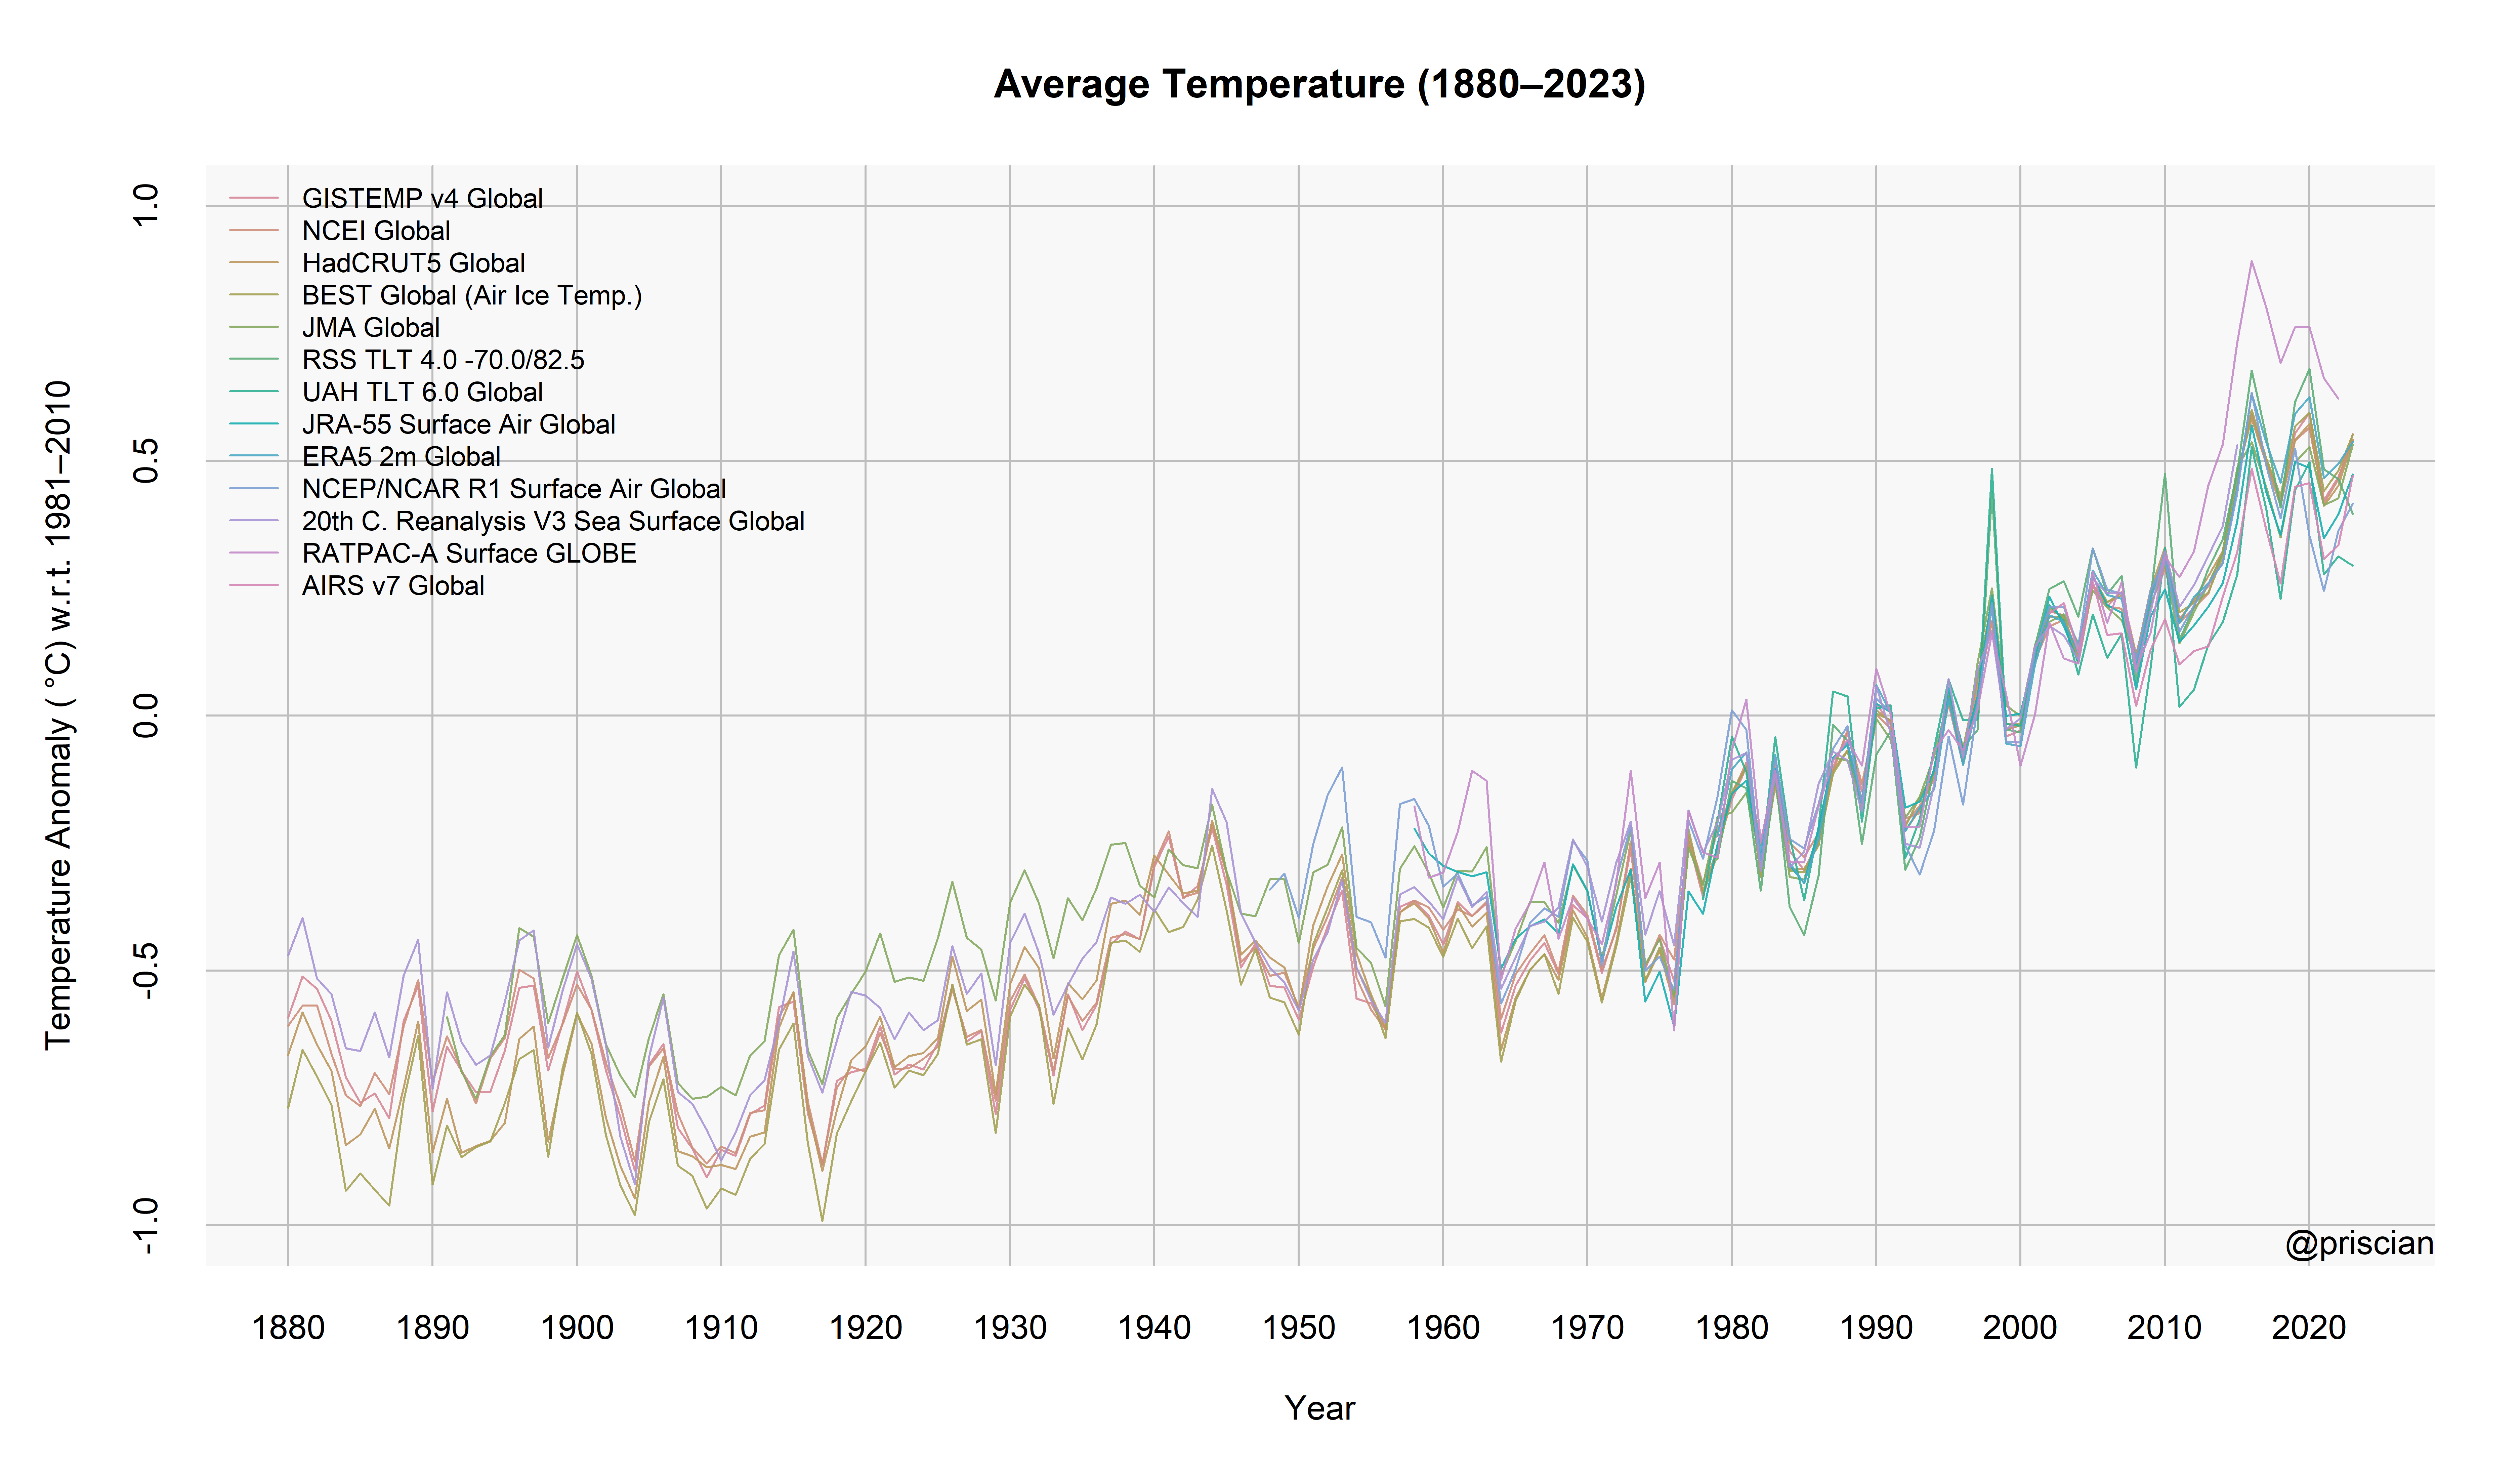 Average Temperature (1880–2023)
1.0
0.5
0.0
-0.5
-1.0
Temperature Anomaly (°C) w.r.t. 1981–2010
GISTEMP v4 Global
NCEI Global
HadCRUT5 Global
BEST Global (Air Ice Temp.)
JMA Global
RSS TLT 4.0 -70.0/82.5
UAH TLT 6.0 Global
JRA-55 Surface Air Global
ERA5 2m Global
NCEP/NCAR R1 Surface Air Global
20th C. Reanalysis V3 Sea Surface Global
RATPAC-A Surface GLOBE
AIRS v7 Global
@priscian
1880 1890 1900 1910 1920 1930 1940 1950 1960 1970 1980 1990 2000 2010 2020
Year